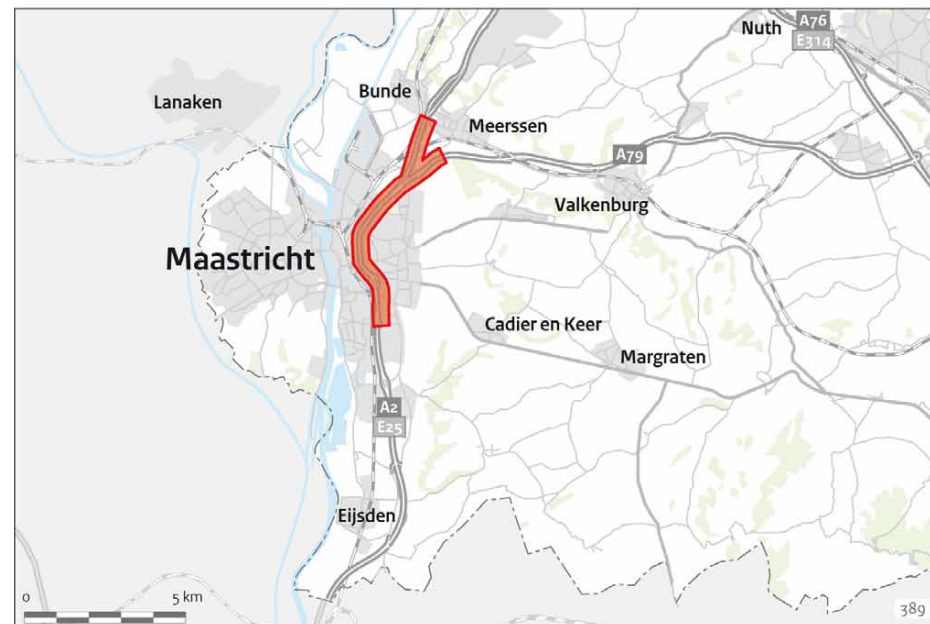 Nuth
A76
E314
Bunde
Lanaken
Meerssen
A79
Valkenburg
Maastricht
Cadier en Keer
Margraten
A2
E25
Eijsden
0 5 km
389